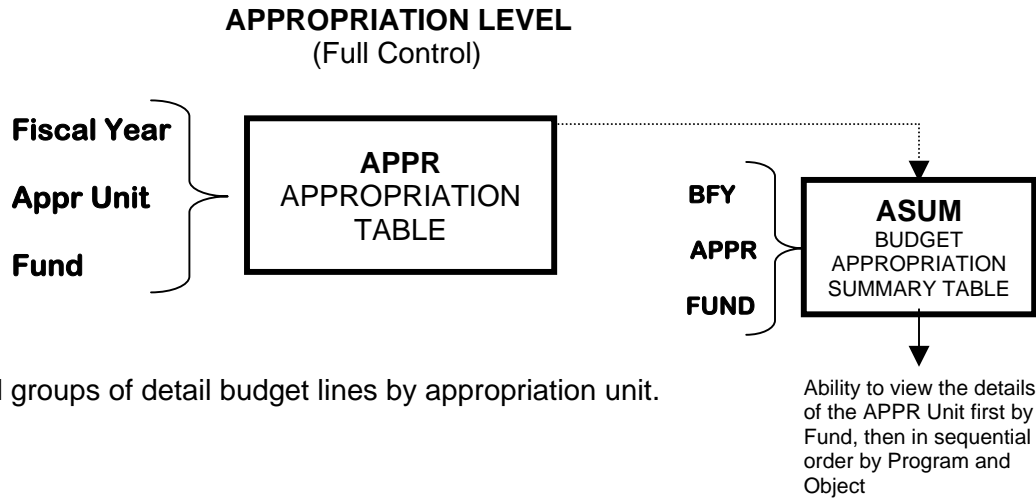 APPROPRIATION LEVEL
(Full Control)
Fiscal Year
Appr Unit
Fund
APPR
APPROPRIATION
TABLE
BFY
APPR
FUND
ASUM
BUDGET
APPROPRIATION
SUMMARY TABLE
groups of detail budget lines by appropriation unit.
Ability to view the details
of the APPR Unit first by
Fund, then in sequential
order by Program and
Object